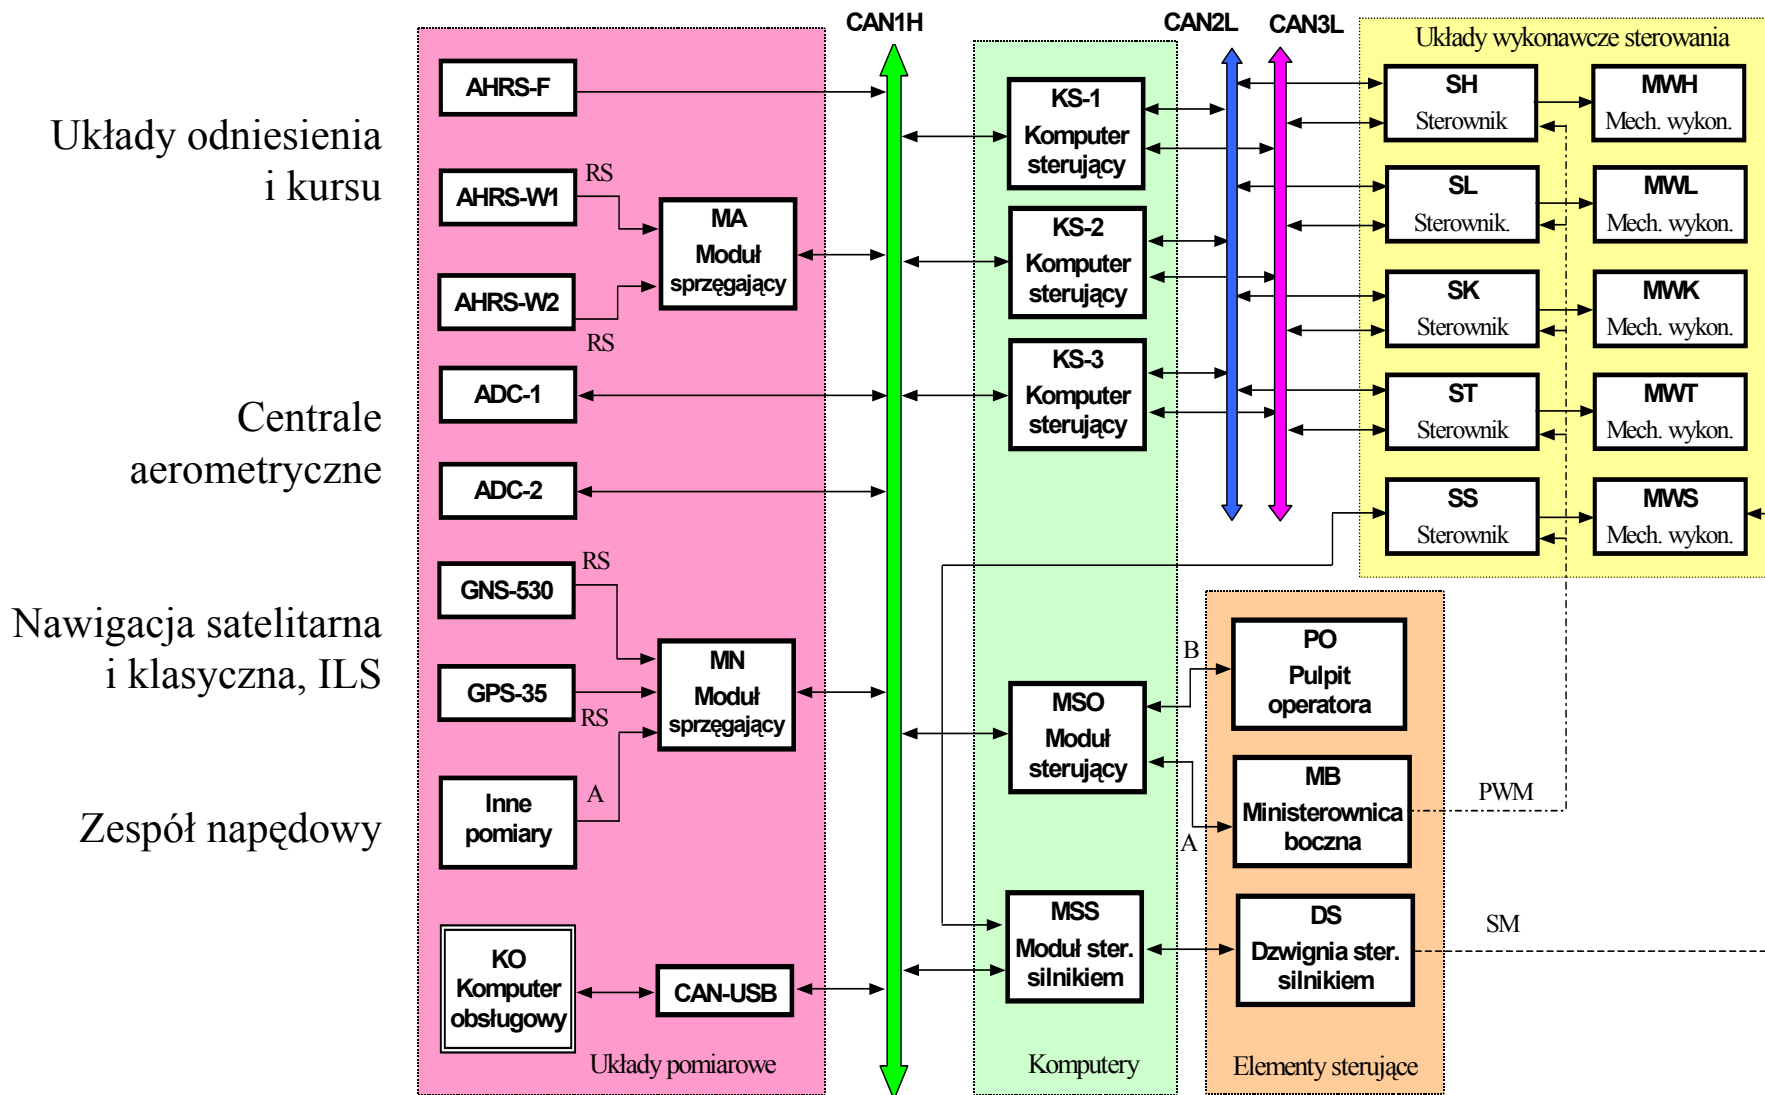 CAN1H
CAN2L
CAN3L
Układy odniesienia
i kursu
Centrale
aerometryczne
Nawigacja satelitarna
i klasyczna, ILS
Zespół napędowy
AHRS-F
AHRS-W1
RS
AHRS-W2
RS
MA
Moduł
sprzęgający
ADC-1
ADC-2
GNS-530
RS
GPS-35
RS
Inne
pomiary
A
MN
Moduł
sprzęgający
KO
Komputer
obsługowy
CAN-USB
Układy pomiarowe
KS-1
Komputer
sterujący
KS-2
Komputer
sterujący
KS-3
Komputer
sterujący
MSO
Moduł
sterujący
MSS
Moduł ster.
silnikiem
Komputery
B
A
PO
Pulpit
operatora
MB
Ministerownica
boczna
DS
Dzwignia ster.
silnikiem
Elementy sterujące
PWM
SM
Układy wykonawcze sterowania
SH
Sterownik
MWH
Mech. wykon.
SL
Sterownik.
MWL
Mech. wykon.
SK
Sterownik
MWK
Mech. wykon.
ST
Sterownik
MWT
Mech. wykon.
SS
Sterownik
MWS
Mech. wykon.